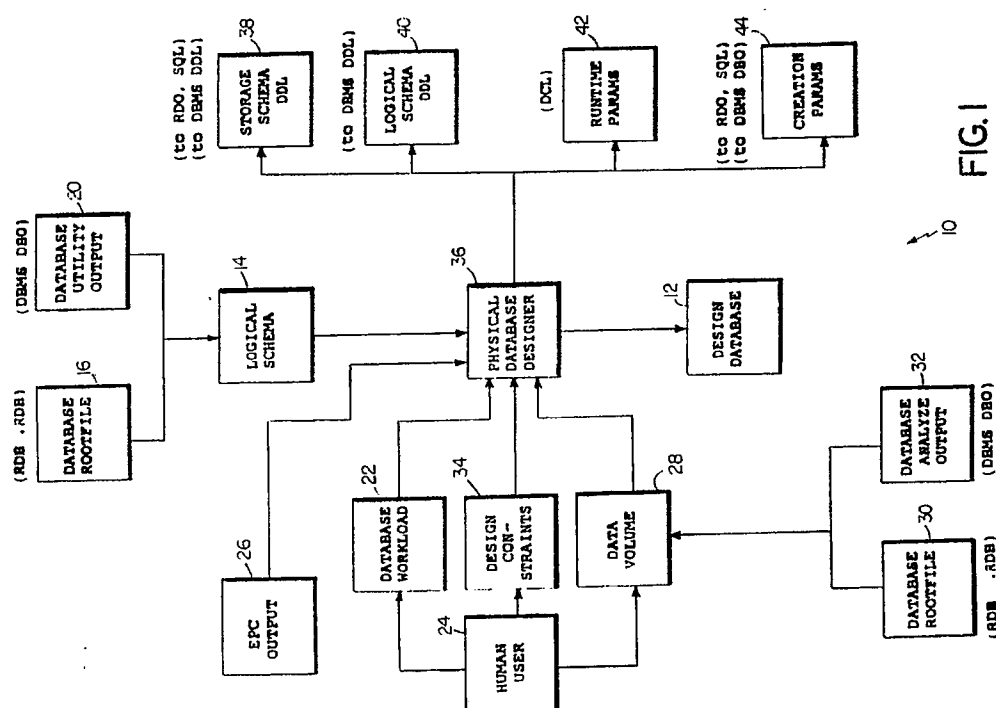 (RDB .RDB)
DATABASE
ROOTFILE
16
(DBMS DBO)
DATABASE
UTILITY
OUTPUT
20
LOGICAL
SCHEMA
14
EPC
OUTPUT
26
HUMAN
USER
24
DATABASE
WORKLOAD
22
DESIGN
CON-
STRAINTS
34
DATA
VOLUME
28
PHYSICAL
DATABASE
DESIGNER
36
DESIGN
DATABASE
12
DATABASE
ROOTFILE
30
(RDB .RDB)
DATABASE
ANALYZE
OUTPUT
32
(DBMS DBO)
(to RDO, SQL)
(to DBMS DDL)
STORAGE
SCHEMA
DDL
38
(to DBMS DDL)
LOGICAL
SCHEMA
DDL
40
(DCL)
RUNTIME
PARAMS
42
(to RDO, SQL)
(to DBMS DBO)
CREATION
PARAMS
44
10
FIG. 1